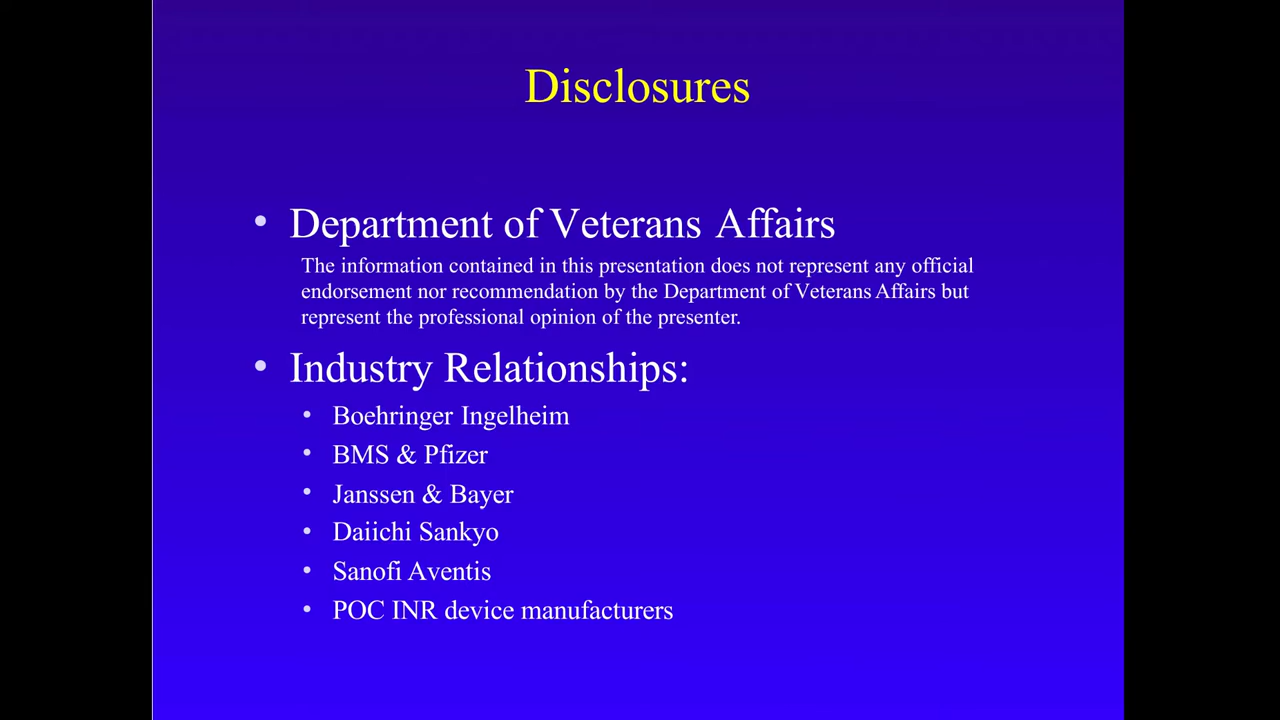 Disclosures
• Department of Veterans Affairs
The information contained in this presentation does not represent any official
endorsement nor recommendation by the Department of Veterans Affairs but
represent the professional opinion of the presenter.
• Industry Relationships:
• Boehringer Ingelheim
• BMS & Pfizer
• Janssen & Bayer
• Daiichi Sankyo
• Sanofi Aventis
• POC INR device manufacturers